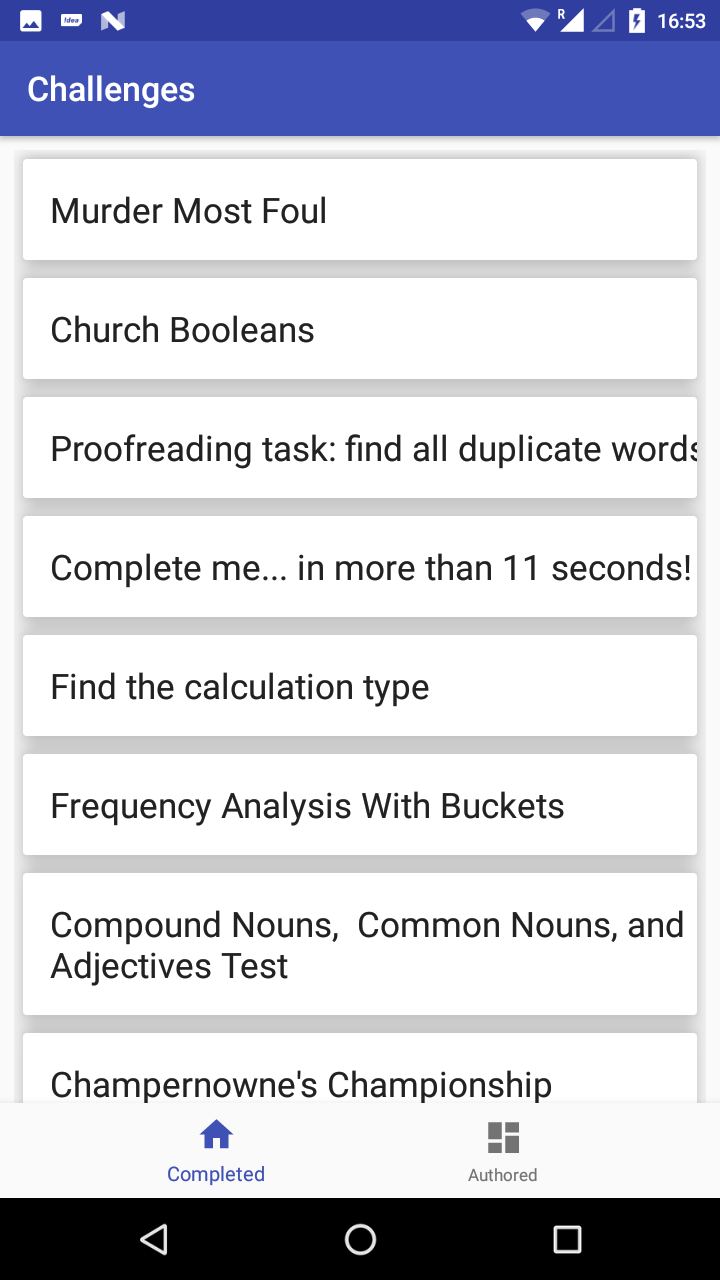 idea
R
16:53
Challenges
Murder Most Foul
Church Booleans
Proofreading task: find all duplicate words
Complete me... in more than 11 seconds!
Find the calculation type
Frequency Analysis With Buckets
Compound Nouns,  Common Nouns, and
Adjectives Test
Champernowne's Championship
Completed
Authored